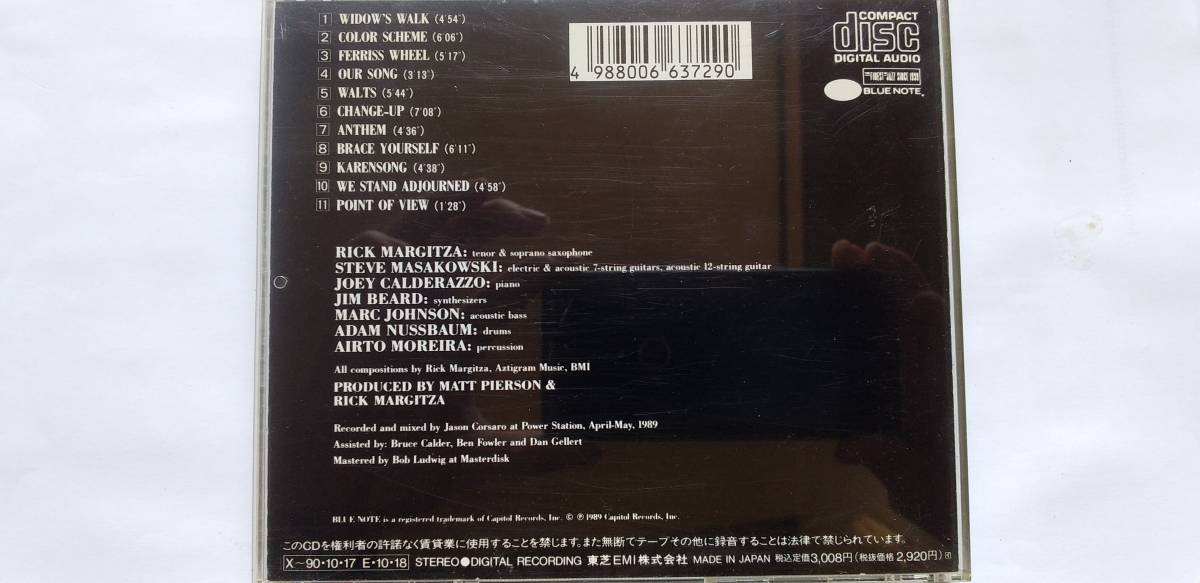 1 WIDOW'S WALK (4'54")
2 COLOR SCHEME (6'06")
3 FERRISS WHEEL (5'17")
4 OUR SONG (3'13")
5 WALTS (5'44")
6 CHANGE-UP (7'08")
7 ANTHEM (4'36")
8 BRACE YOURSELF (6'11")
9 KARENSONG (4'38")
10 WE STAND ADJOURNED (4'58")
11 POINT OF VIEW (1'28")
4 988006 637290
COMPACT
disc
DIGITAL AUDIO
THE FINEST IN JAZZ SINCE 1939
BLUE NOTE
RICK MARGITZA: tenor & soprano saxophone
STEVE MASAKOWSKI: electric & acoustic 7-string guitars, acoustic 12-string guitar
JOEY CALDERAZZO: piano
JIM BEARD: synthesizers
MARC JOHNSON: acoustic bass
ADAM NUSSBAUM: drums
AIRTO MOREIRA: percussion
All compositions by Rick Margitza, Aztigram Music, BMI
PRODUCED BY MATT PIERSON &
RICK MARGITZA
Recorded and mixed by Jason Corsaro at Power Station, April-May, 1989
Assisted by: Bruce Calder, Ben Fowler and Dan Gellert
Mastered by Bob Ludwig at Masterdisk
BLUE NOTE is a registered trademark of Capitol Records, Inc. © ℗ 1989 Capitol Records, Inc.
このCDを権利者の許諾なく賃貸業に使用することを禁じます。また無断でテープその他に録音することは法律で禁じられています。
X〜90・10・17 E・10・18 STEREO●DIGITAL RECORDING 東芝EMI株式会社 MADE IN JAPAN 税込定価3,008円(税抜価格2,920円)